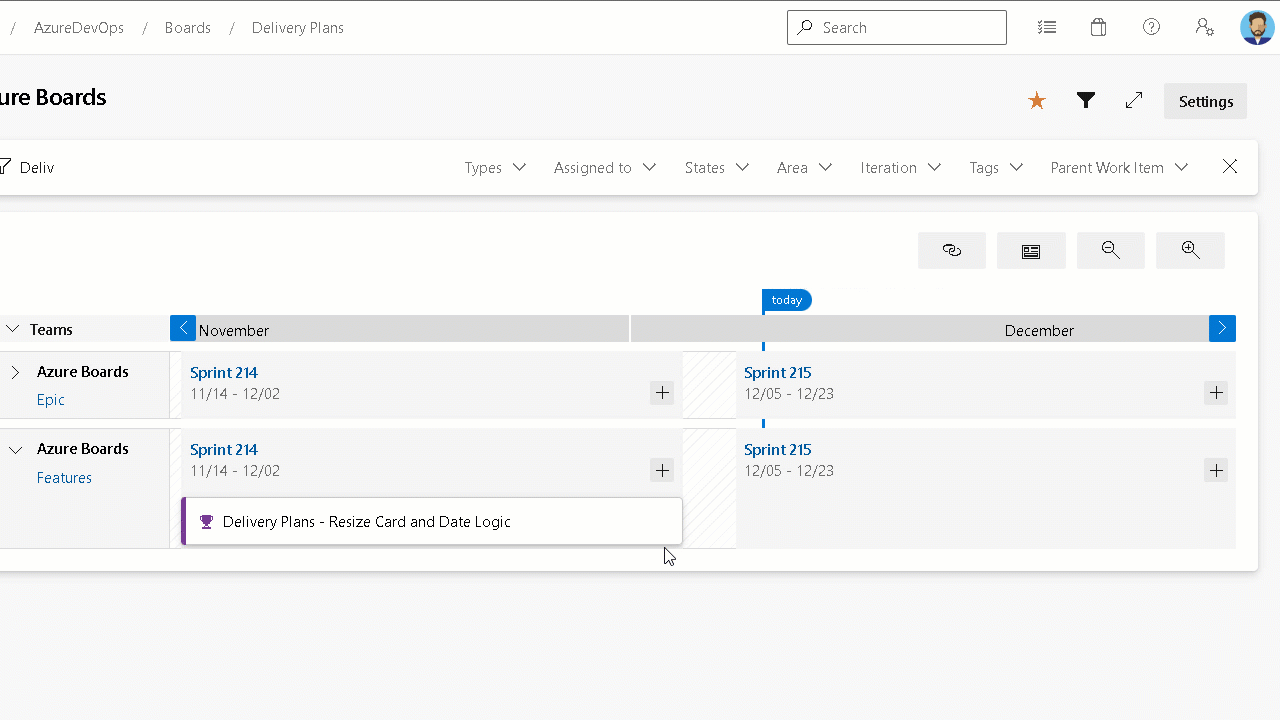 / AzureDevOps / Boards / Delivery Plans Search
ure Boards Settings
Deliv Types Assigned to States Area Iteration Tags Parent Work Item
today
Teams November December
Azure Boards Sprint 214 Sprint 215
Epic 11/14 - 12/02 12/05 - 12/23
Azure Boards Sprint 214 Sprint 215
Features 11/14 - 12/02 12/05 - 12/23
Delivery Plans - Resize Card and Date Logic